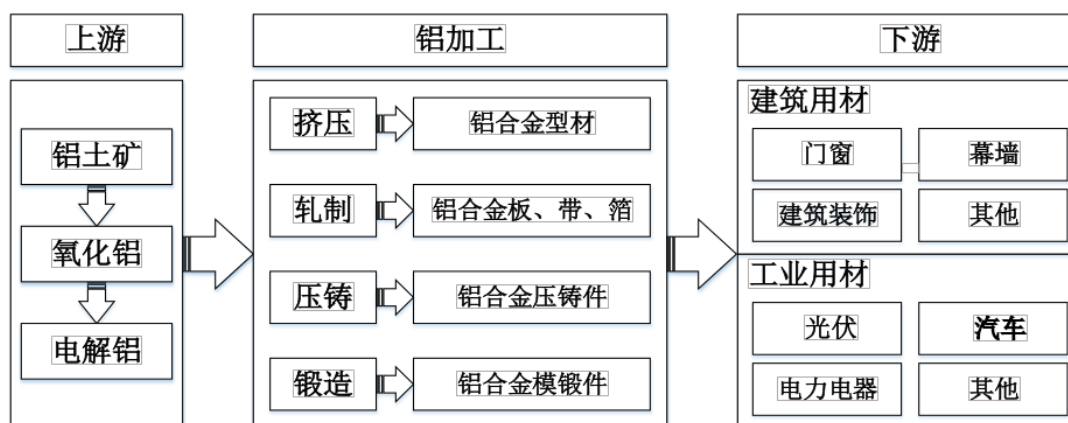 上游
铝加工
下游
铝土矿
氧化铝
电解铝
挤压
铝合金型材
轧制
铝合金板、带、箔
压铸
铝合金压铸件
锻造
铝合金模锻件
建筑用材
门窗
幕墙
建筑装饰
其他
工业用材
光伏
汽车
电力电器
其他